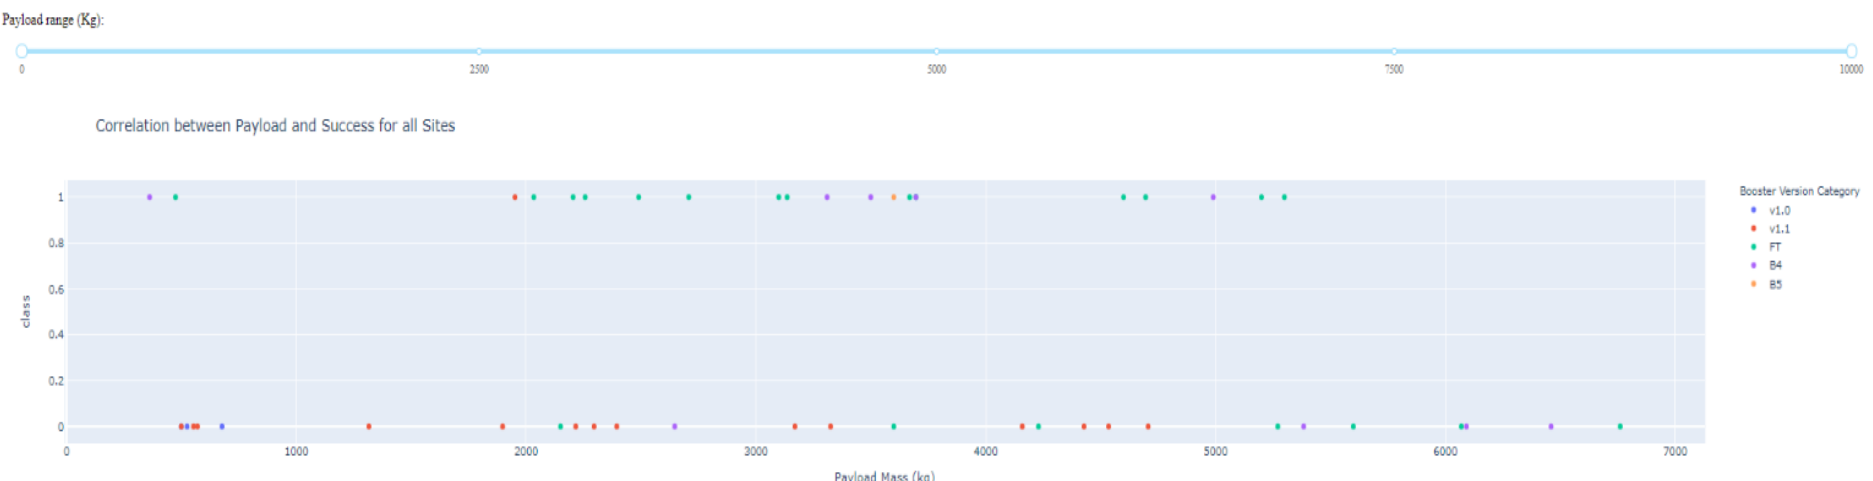 Payload range (Kg):
0 2500 5000 7500 10000
Correlation between Payload and Success for all Sites
Booster Version Category
v1.0
v1.1
FT
B4
B5
1
0.8
0.6
0.4
0.2
0
class
0 1000 2000 3000 4000 5000 6000 7000
Payload Mass (kg)